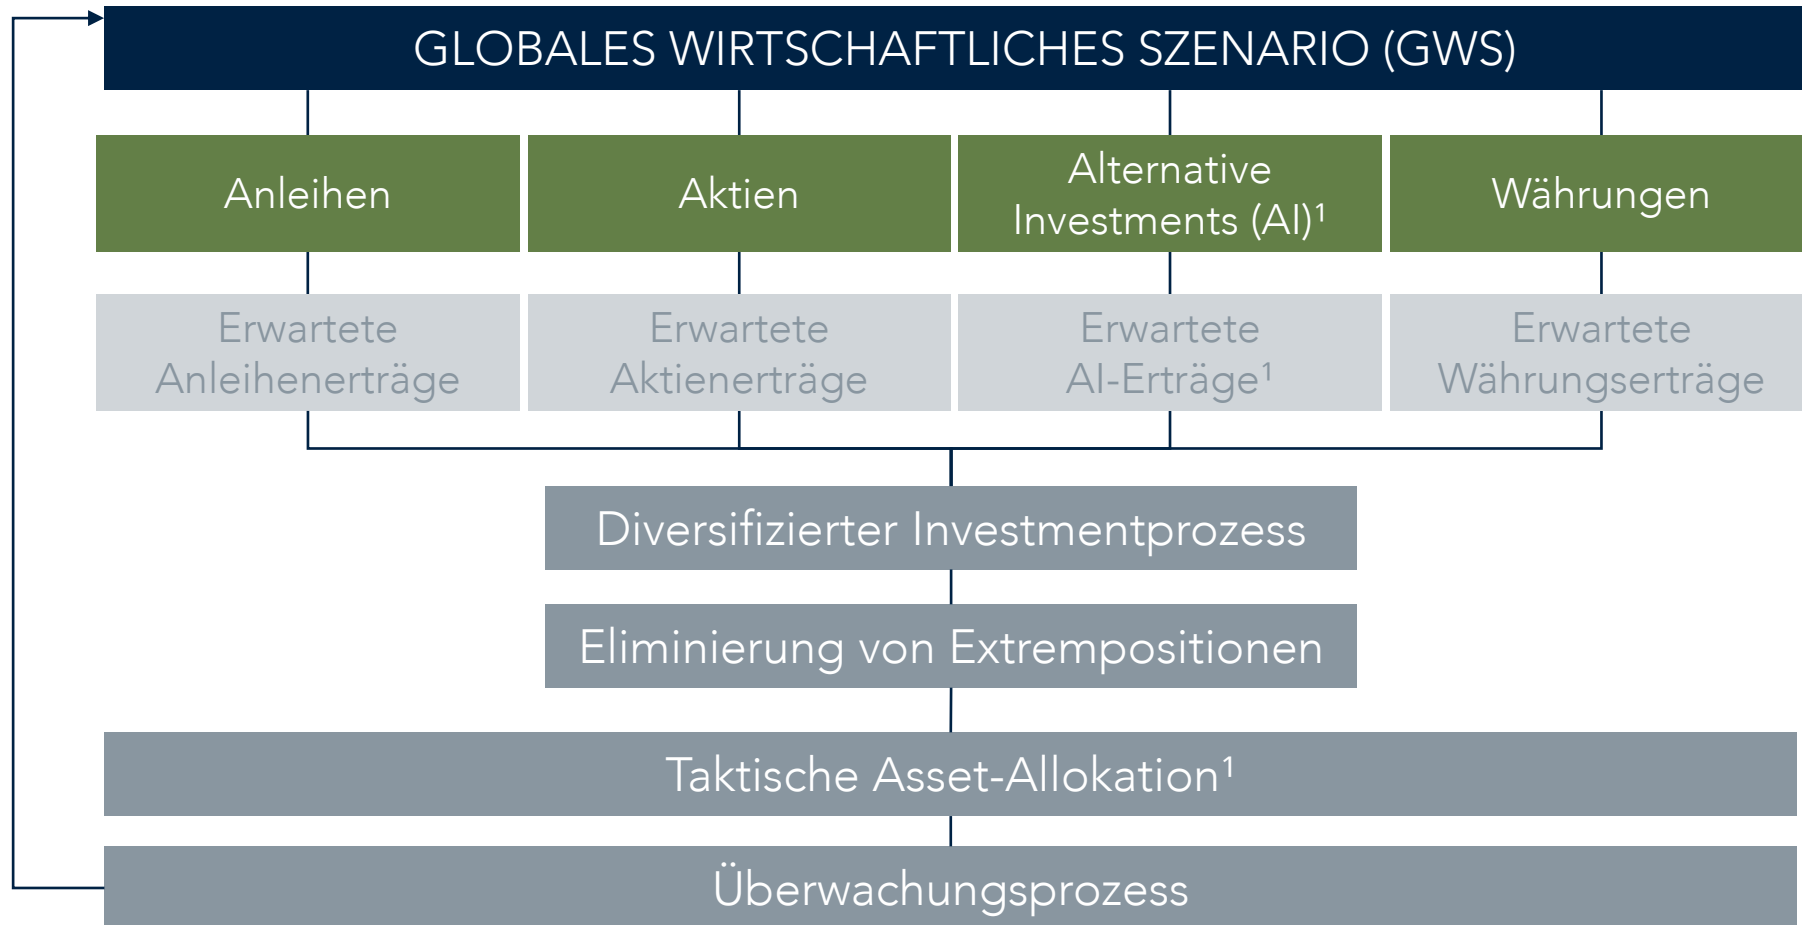 GLOBALES WIRTSCHAFTLICHES SZENARIO (GWS)
Anleihen
Aktien
Alternative
Investments (AI)¹
Währungen
Erwartete
Anleihenerträge
Erwartete
Aktienerträge
Erwartete
AI-Erträge¹
Erwartete
Währungserträge
Diversifizierter Investmentprozess
Eliminierung von Extrempositionen
Taktische Asset-Allokation¹
Überwachungsprozess